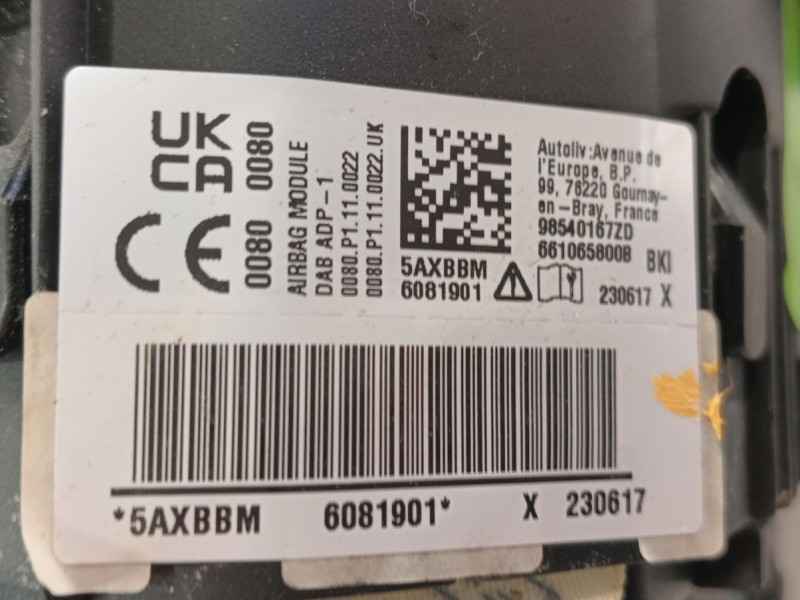 UK
CA
0080
CE
0080
AIRBAG MODULE
DAB ADP-1
0080.P1.11.0022
0080.P1.11.0022.UK
5AXBBM
6081901
Autoliv:Avenue de
l'Europe, B.P.
99, 76220 Gournay-
en-Bray, France
98540167ZD
661065800B
BKI
230617 X
*5AXBBM 6081901* X 230617